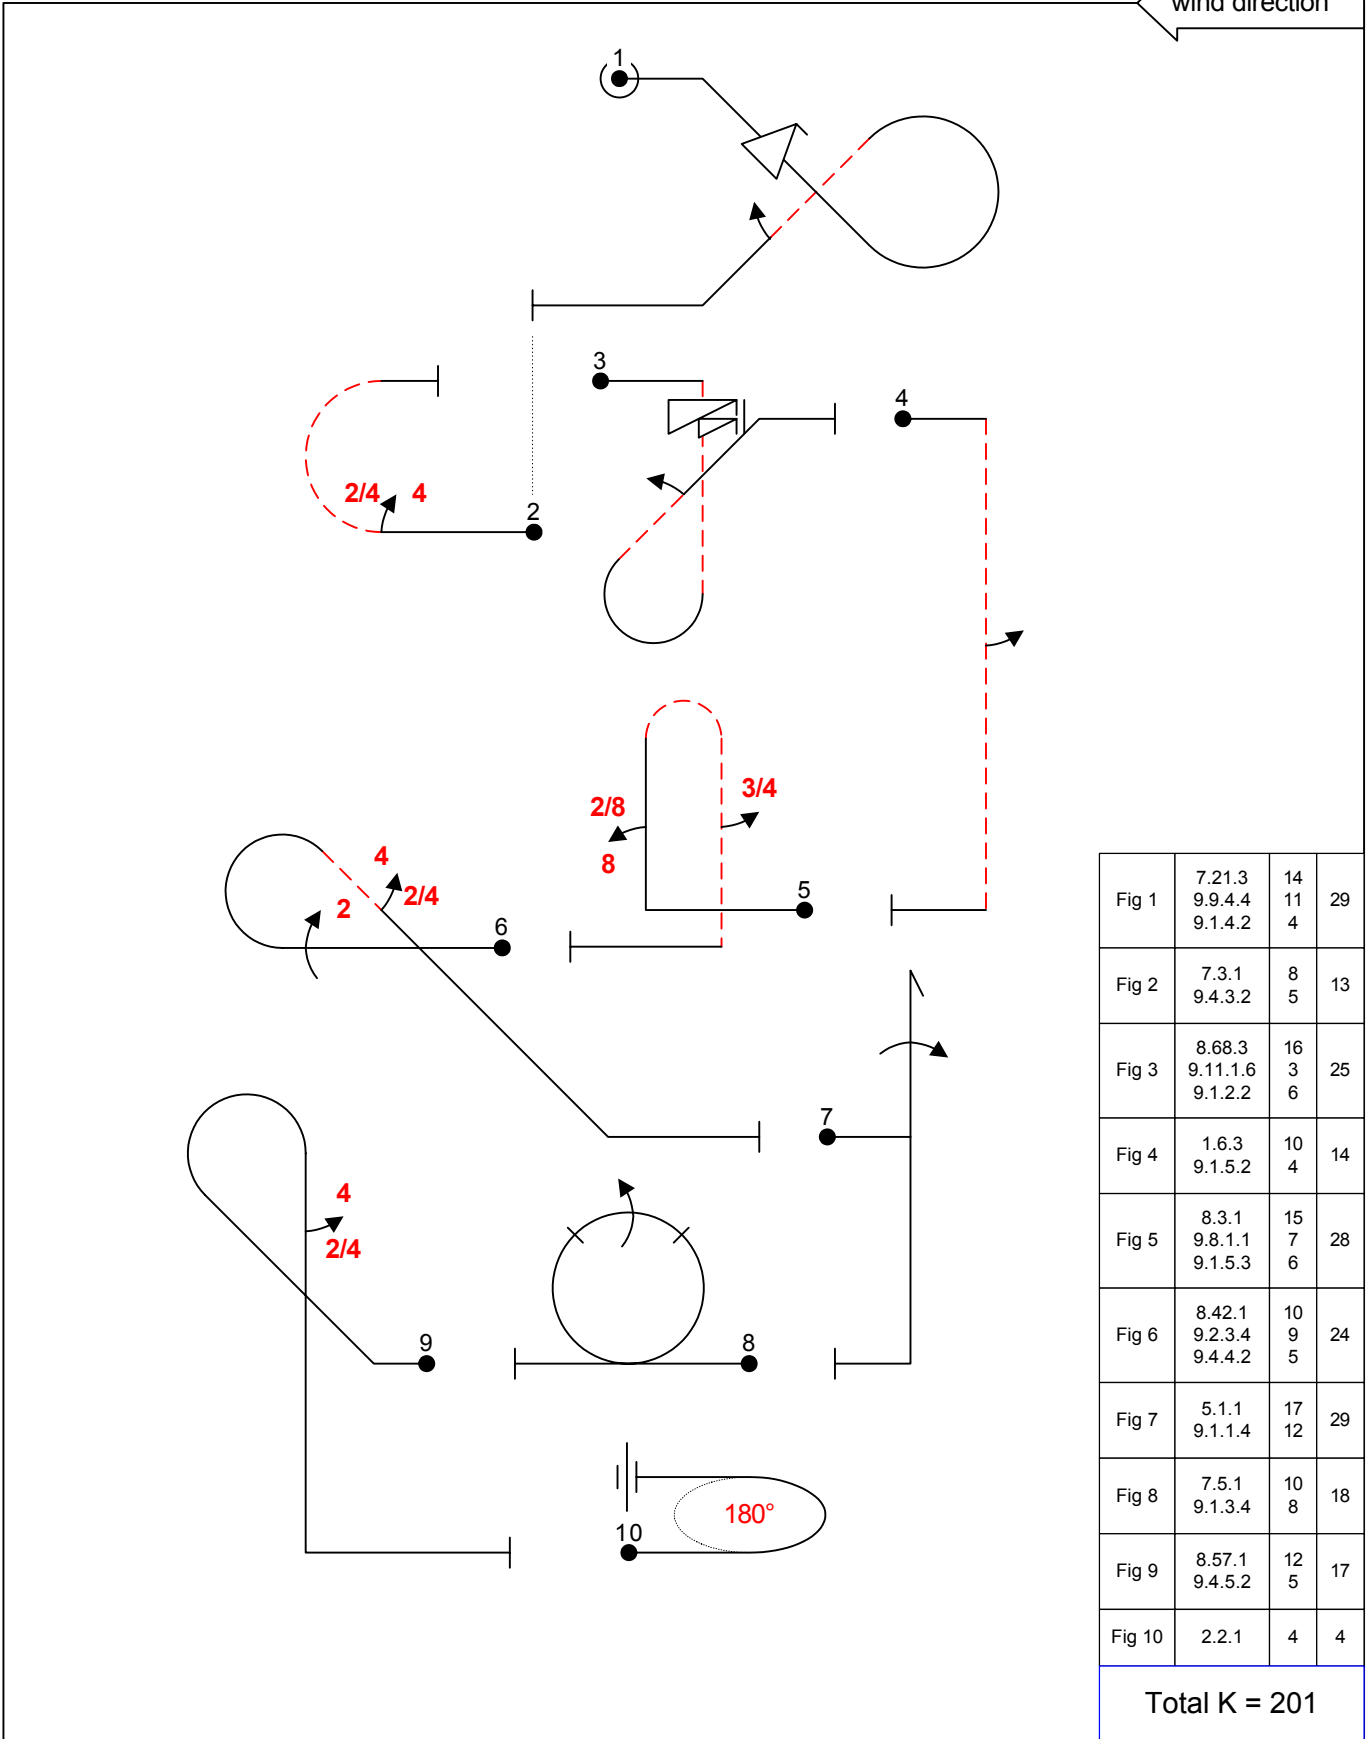 wind direction
1
3
4
2/4 4
2
3/4
2/8
8
5
4
2/4
2
6
7
4
2/4
9
8
180°
10
Fig 1 7.21.3 14 29
9.9.4.4 11
9.1.4.2 4
Fig 2 7.3.1 8 13
9.4.3.2 5
Fig 3 8.68.3 16 25
9.11.1.6 3
9.1.2.2 6
Fig 4 1.6.3 10 14
9.1.5.2 4
Fig 5 8.3.1 15 28
9.8.1.1 7
9.1.5.3 6
Fig 6 8.42.1 10 24
9.2.3.4 9
9.4.4.2 5
Fig 7 5.1.1 17 29
9.1.1.4 12
Fig 8 7.5.1 10 18
9.1.3.4 8
Fig 9 8.57.1 12 17
9.4.5.2 5
Fig 10 2.2.1 4 4
Total K = 201